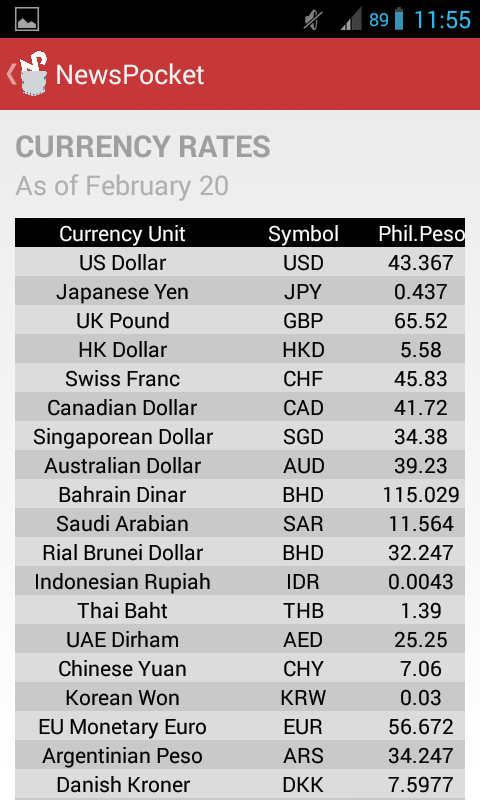 89 11:55
NewsPocket
CURRENCY RATES
As of February 20
Currency Unit Symbol Phil.Peso
US Dollar USD 43.367
Japanese Yen JPY 0.437
UK Pound GBP 65.52
HK Dollar HKD 5.58
Swiss Franc CHF 45.83
Canadian Dollar CAD 41.72
Singaporean Dollar SGD 34.38
Australian Dollar AUD 39.23
Bahrain Dinar BHD 115.029
Saudi Arabian SAR 11.564
Rial Brunei Dollar BHD 32.247
Indonesian Rupiah IDR 0.0043
Thai Baht THB 1.39
UAE Dirham AED 25.25
Chinese Yuan CHY 7.06
Korean Won KRW 0.03
EU Monetary Euro EUR 56.672
Argentinian Peso ARS 34.247
Danish Kroner DKK 7.5977